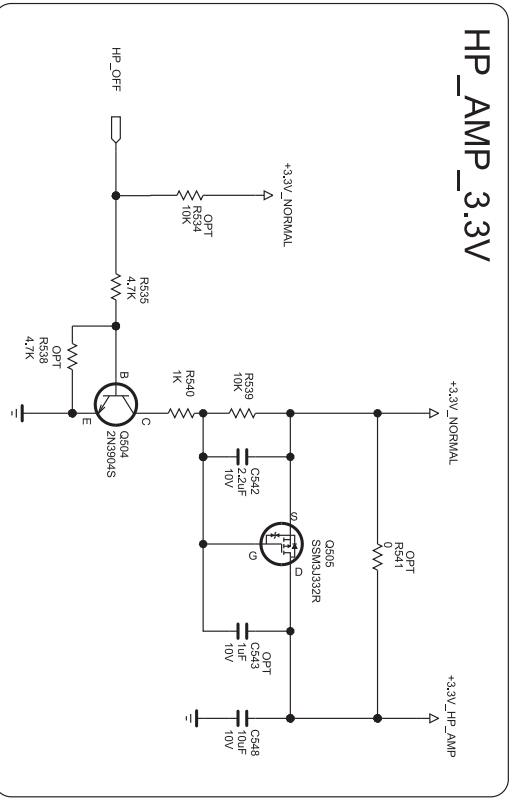 HP_AMP_3.3V
+3.3V_NORMAL
+3.3V_HP_AMP
OPT
R541
0
+3.3V_NORMAL
OPT
R534
10K
HP_OFF
R535
4.7K
OPT
R538
4.7K
B
C
E
Q504
2N3904S
R540
1K
R539
10K
C542
2.2uF
10V
S
G
D
Q505
SSM3J332R
OPT
C543
1uF
10V
C548
10uF
10V